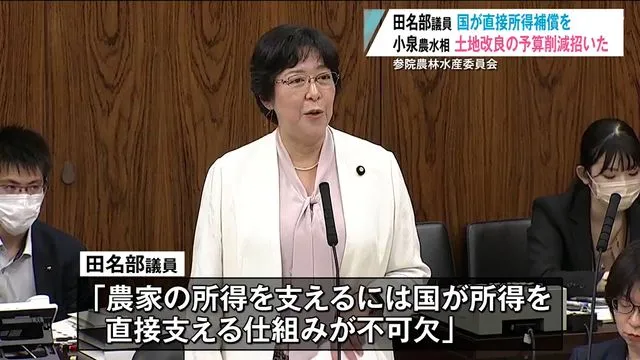 田名部議員 国が直接所得補償を
小泉農水相 土地改良の予算削減招いた
参院農林水産委員会
田名部議員
「農家の所得を支えるには国が所得を
直接支える仕組みが不可欠」